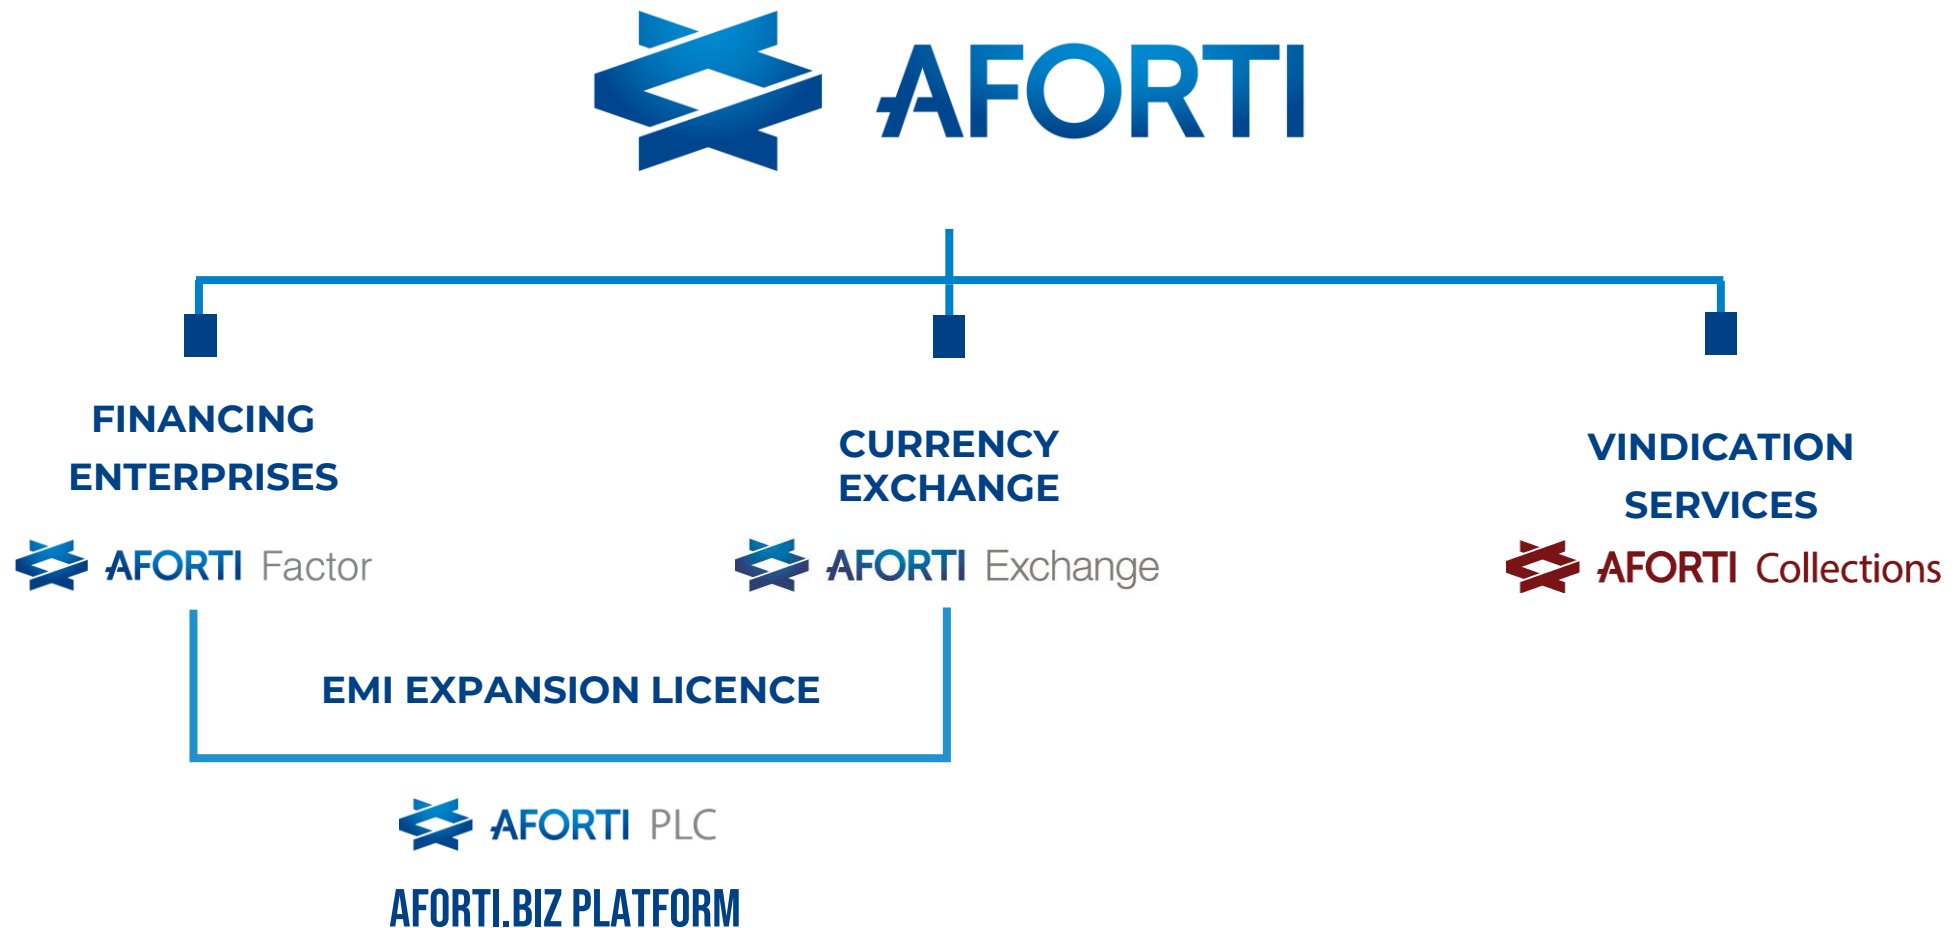 AFORTI
FINANCING
ENTERPRISES
AFORTI Factor
CURRENCY
EXCHANGE
AFORTI Exchange
VINDICATION
SERVICES
AFORTI Collections
EMI EXPANSION LICENCE
AFORTI PLC
AFORTI.BIZ PLATFORM